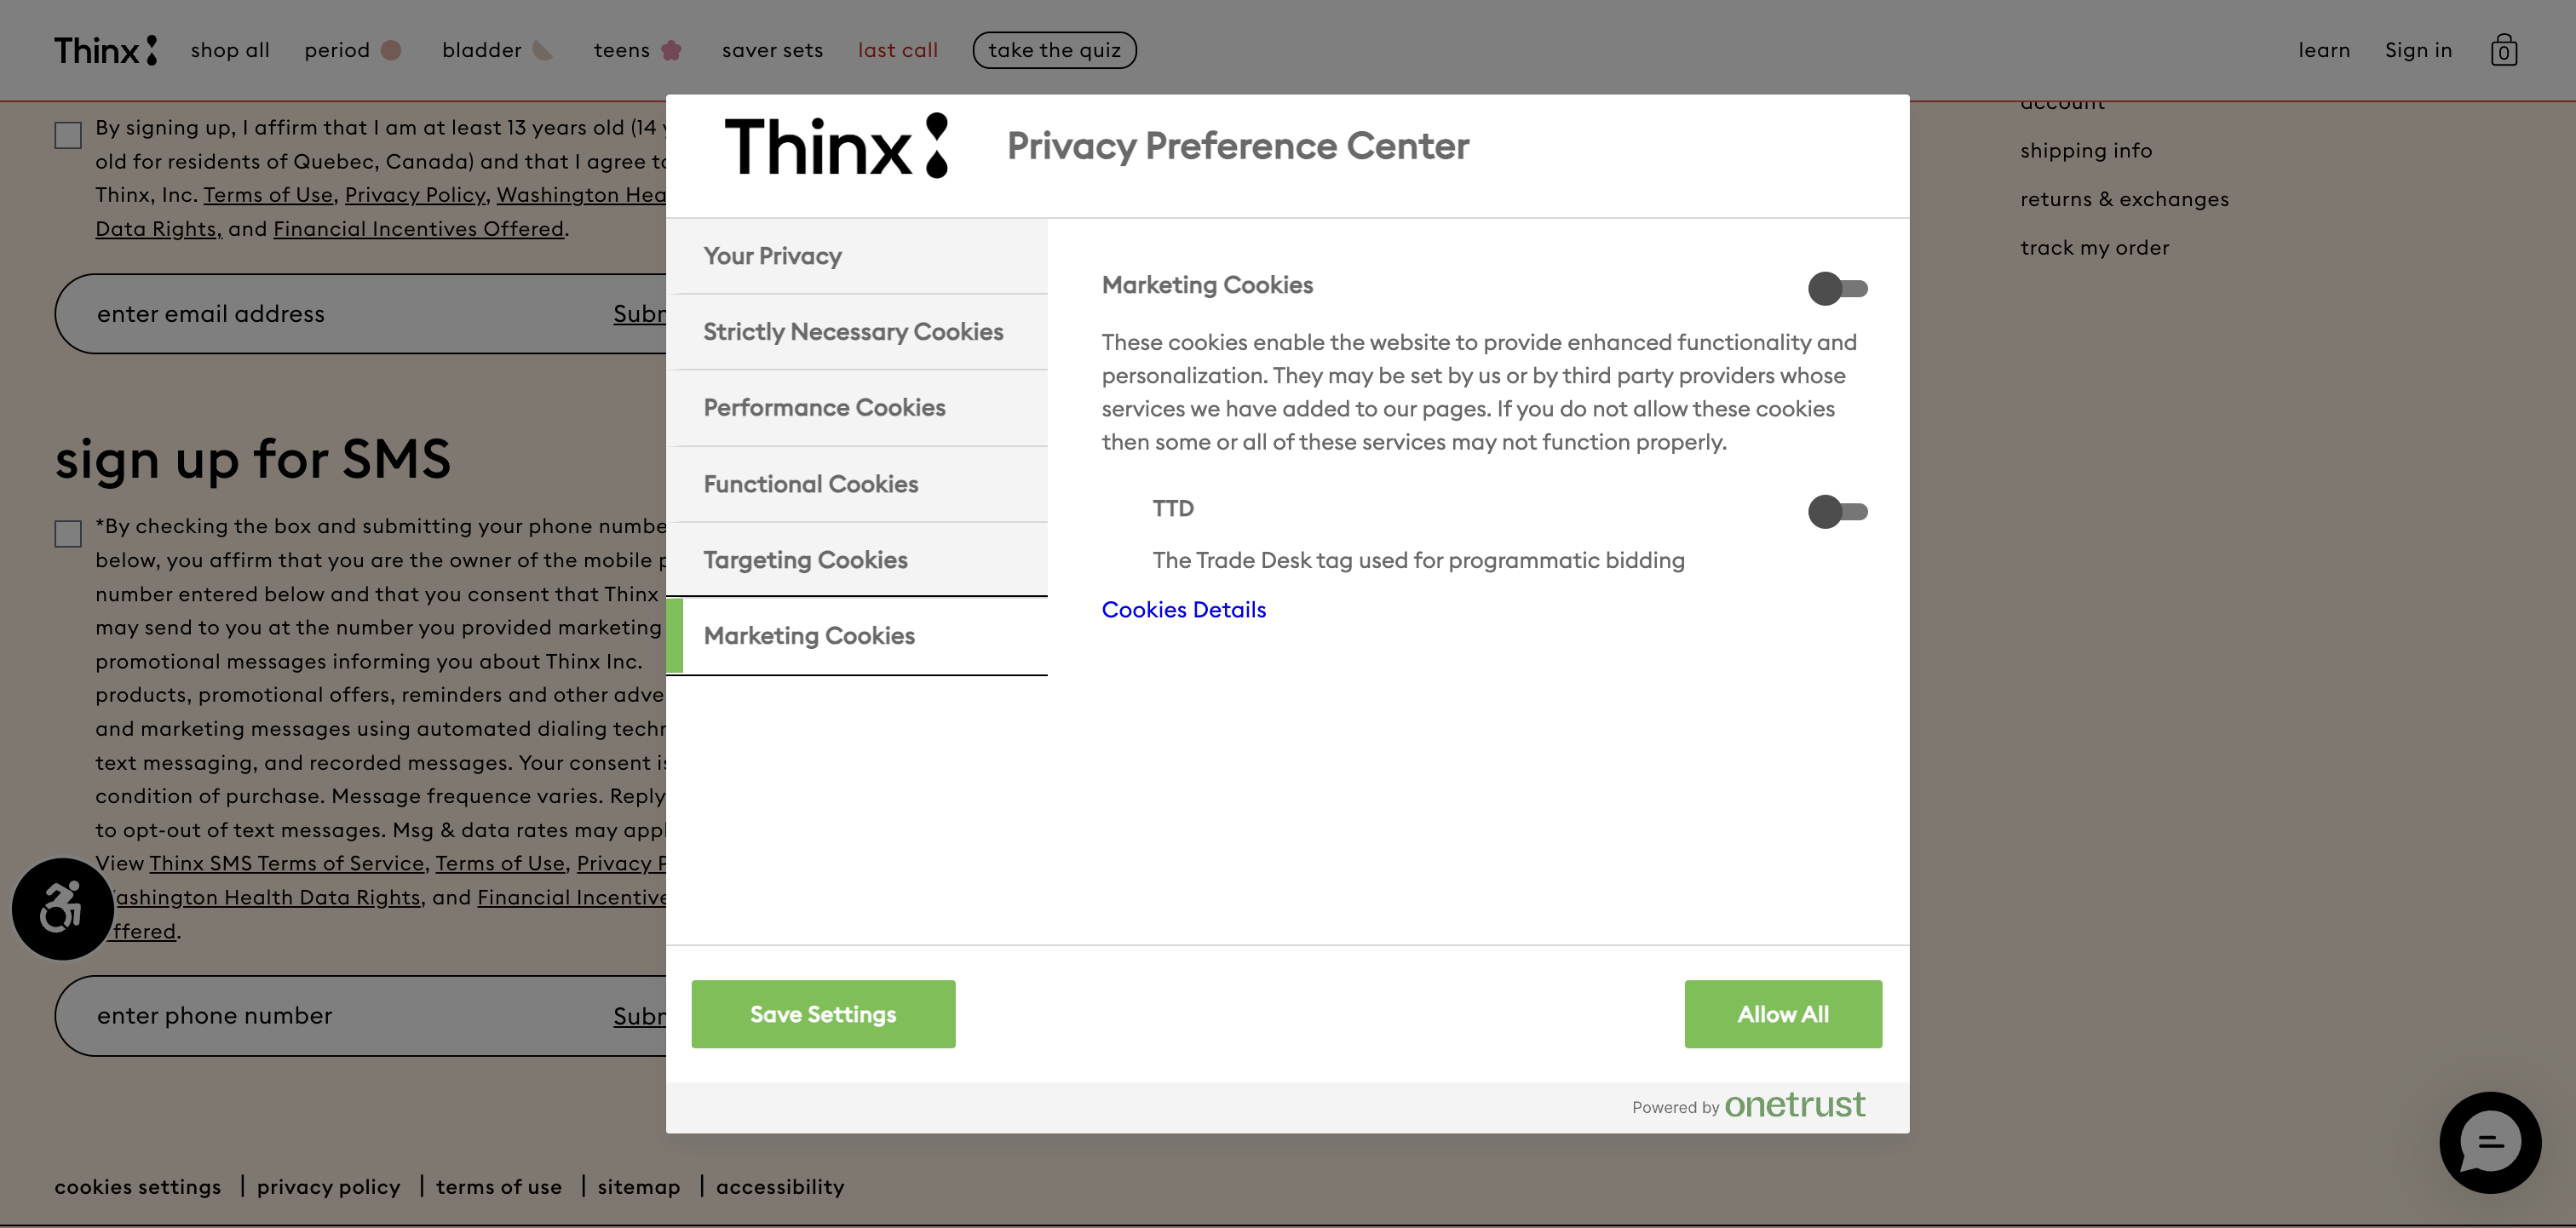 Thinx
shop all
period
bladder
teens
saver sets
last call
take the quiz
learn
Sign in
0
By signing up, I affirm that I am at least 13 years old (14
old for residents of Quebec, Canada) and that I agree
Thinx, Inc. Terms of Use, Privacy Policy, Washington
Data Rights, and Financial Incentives Offered.
enter email address
sign up for SMS
*By checking the box and submitting your phone
below, you affirm that you are the owner of the mobile
number entered below and that you consent that Thinx
may send to you at the number you provided marketing
promotional messages informing you about Thinx Inc.
products, promotional offers, reminders and other
and marketing messages using automated dialing
text messaging, and recorded messages. Your consent
condition of purchase. Message frequence varies. Reply
to opt-out of text messages. Msg & data rates may
View Thinx SMS Terms of Service, Terms of Use, Privacy
ashington Health Data Rights, and Financial
ffered.
enter phone number
account
shipping info
returns & exchanges
track my order
Thinx
Privacy Preference Center
Your Privacy
Strictly Necessary Cookies
Performance Cookies
Functional Cookies
Targeting Cookies
Marketing Cookies
Marketing Cookies
These cookies enable the website to provide enhanced functionality and
personalization. They may be set by us or by third party providers whose
services we have added to our pages. If you do not allow these cookies
then some or all of these services may not function properly.
TTD
The Trade Desk tag used for programmatic bidding
Cookies Details
Save Settings
Allow All
Powered by onetrust
cookies settings | privacy policy | terms of use | sitemap | accessibility